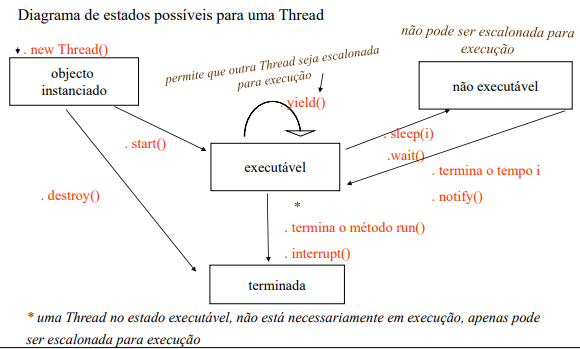 Diagrama de estados possíveis para uma Thread
não pode ser escalonada para
execução
. new Thread()
objecto
instanciado
permite que outra Thread seja escalonada
para execução
. yield()
não executável
. start()
. sleep(i)
.wait()
executável
. termina o tempo i
. notify()
. destroy()
*
. termina o método run()
. interrupt()
terminada
* uma Thread no estado executável, não está necessariamente em execução, apenas pode
ser escalonada para execução